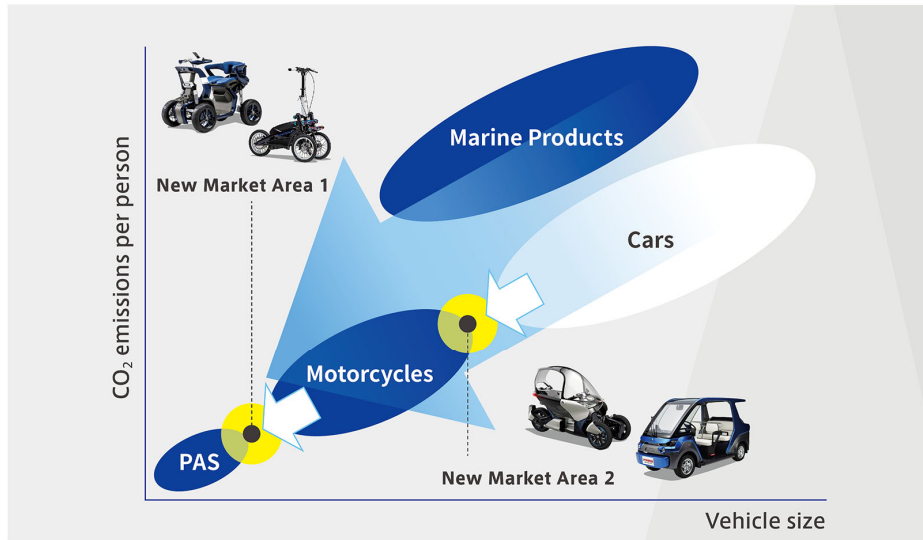 Marine Products
New Market Area 1
Cars
CO₂ emissions per person
Motorcycles
PAS
New Market Area 2
Vehicle size